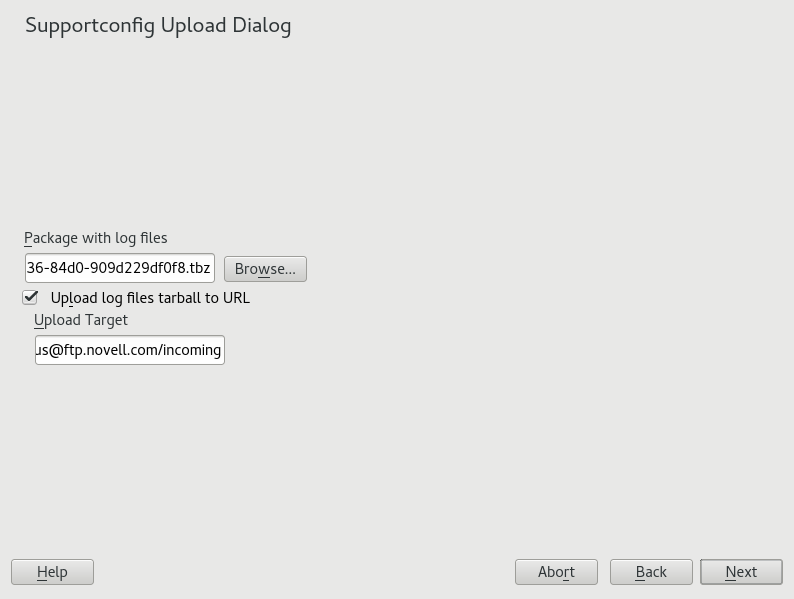 Supportconfig Upload Dialog
Package with log files
36-84d0-909d229df0f8.tbz Browse...
Upload log files tarball to URL
Upload Target
us@ftp.novell.com/incoming
Help Abort Back Next